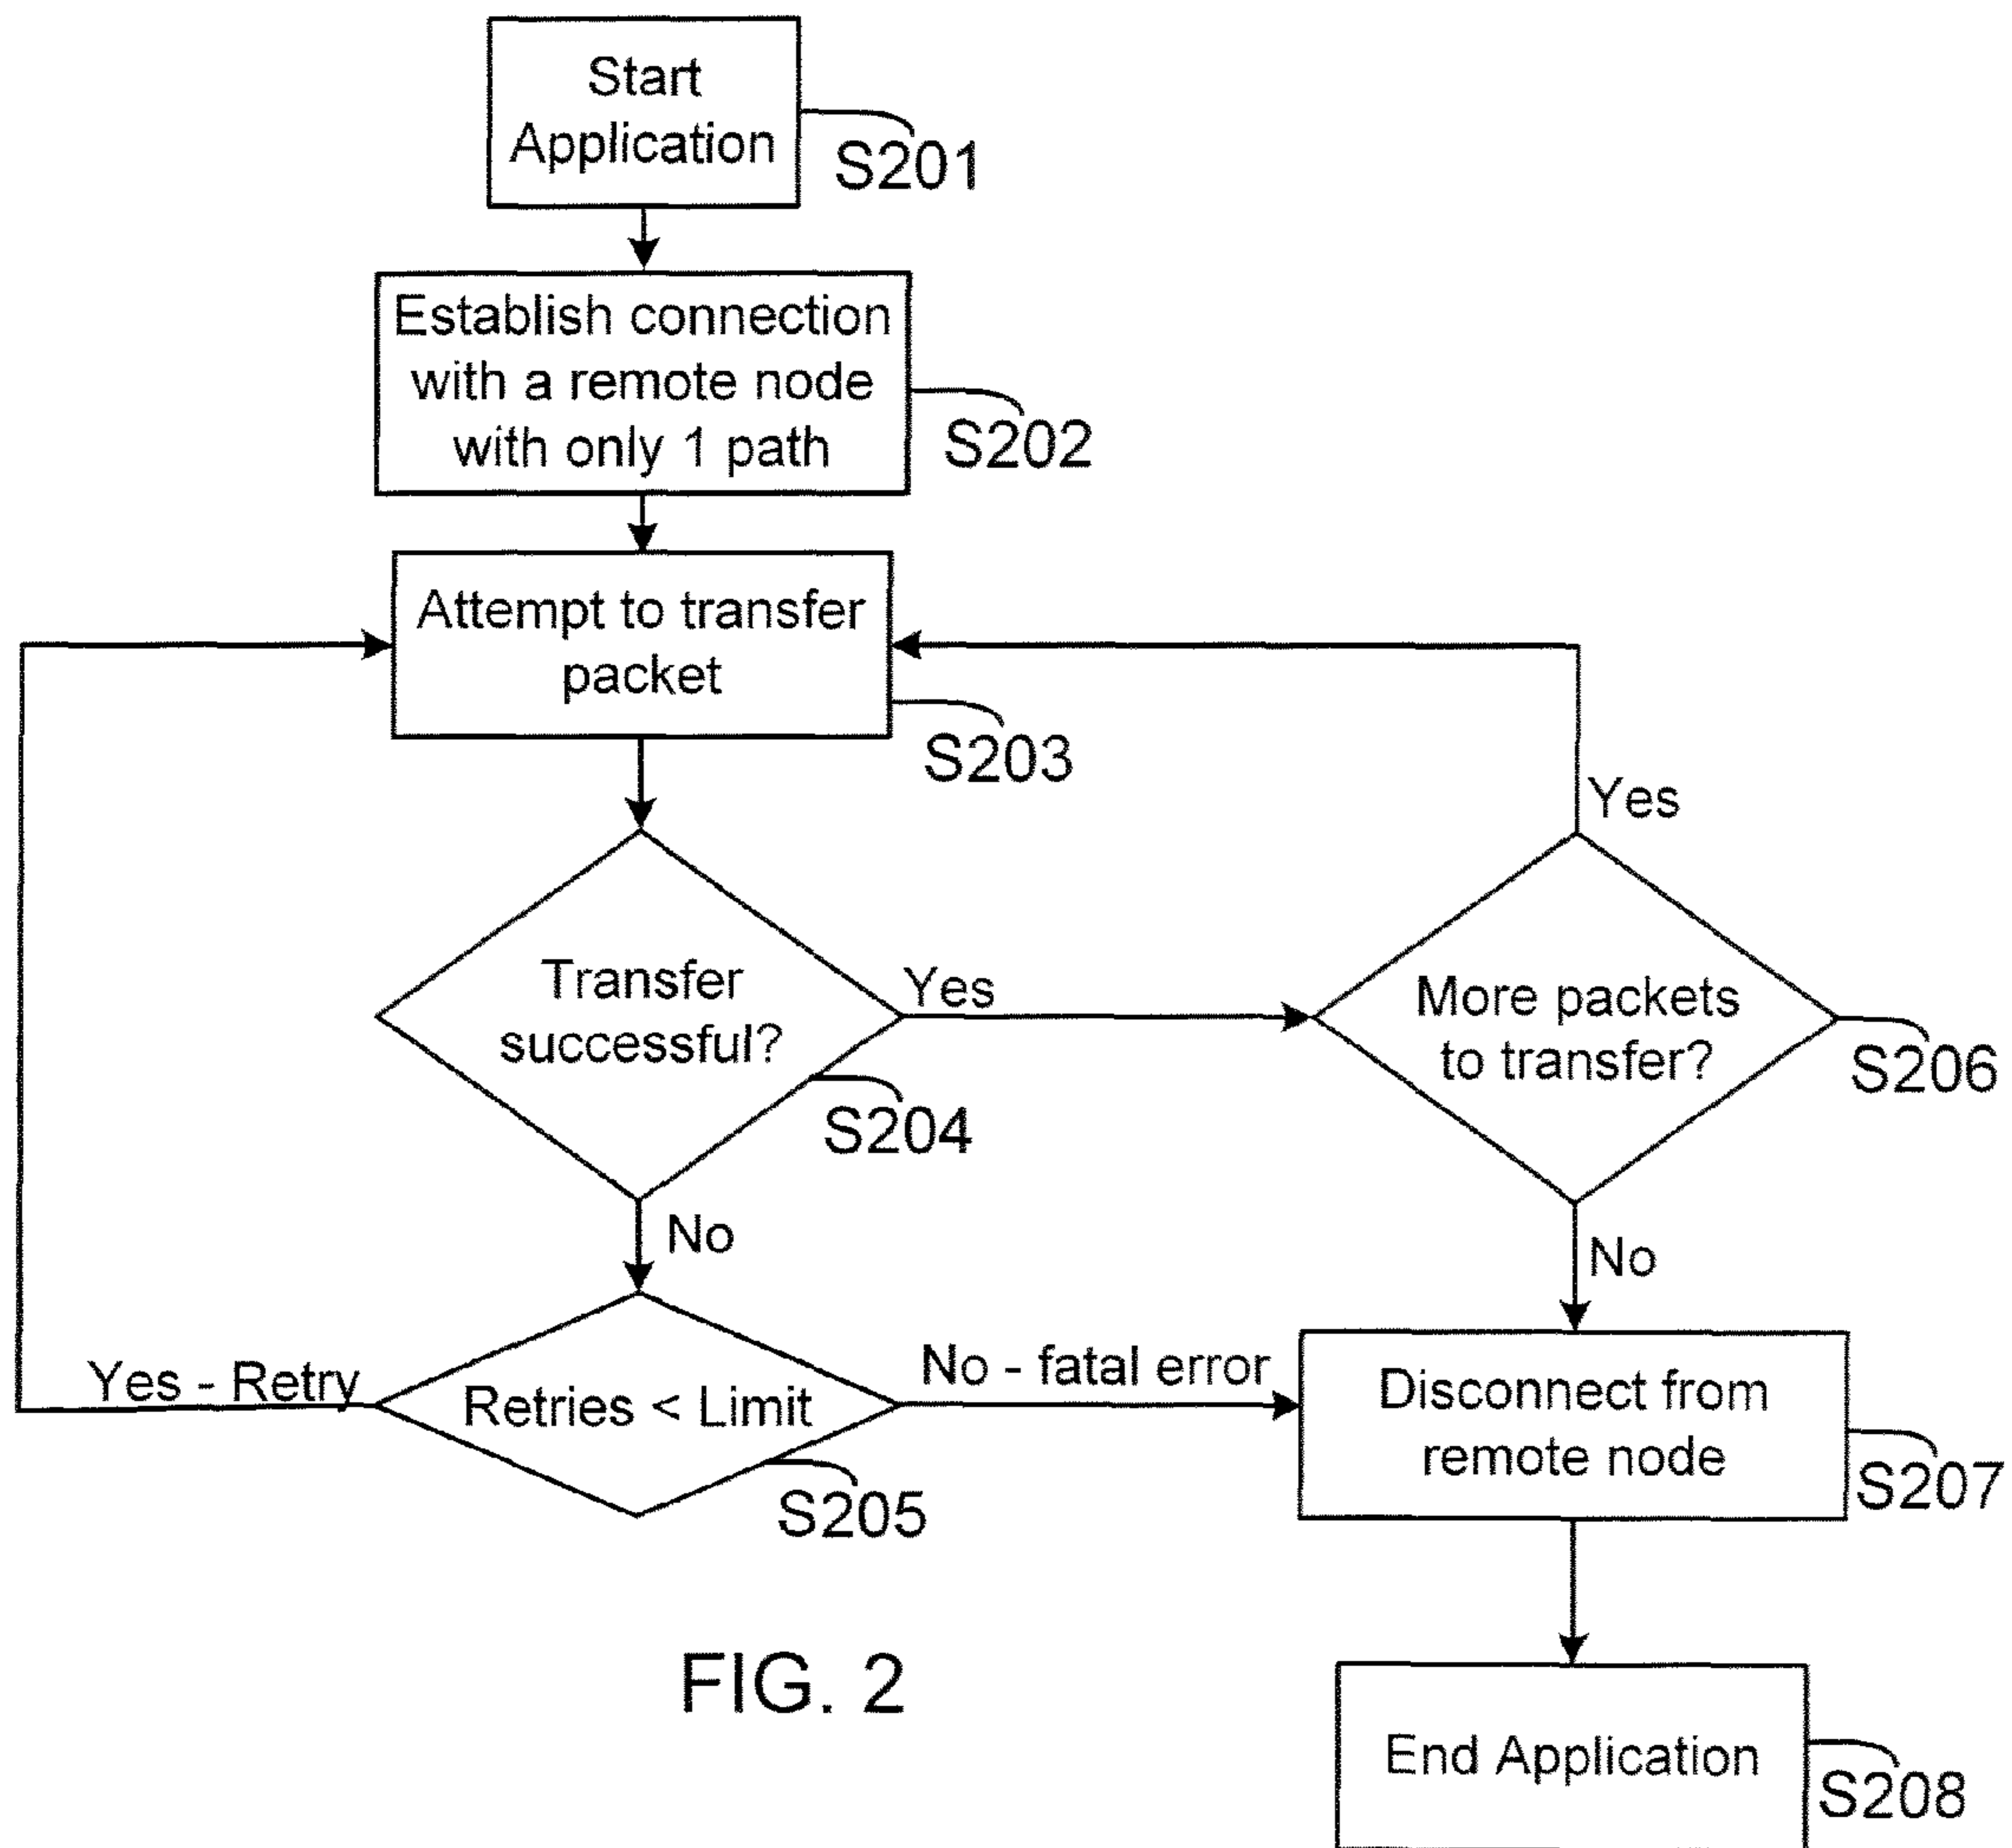 Start
Application
S201
Establish connection
with a remote node
with only 1 path
S202
Attempt to transfer
packet
S203
Yes
Transfer
successful?
Yes
More packets
to transfer?
S204
S206
No
No
Yes - Retry
Retries < Limit
No - fatal error
Disconnect from
remote node
S205
S207
FIG. 2
End Application
S208